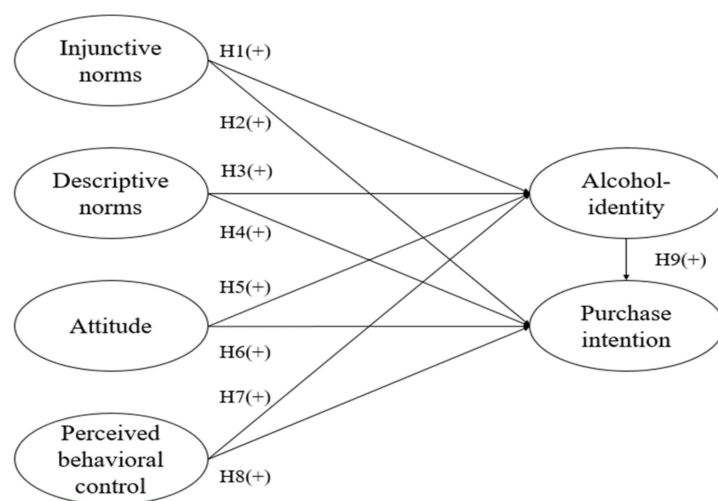 Injunctive
norms
H1(+)
H2(+)
Descriptive
norms
H3(+)
H4(+)
Attitude
H5(+)
H6(+)
Perceived
behavioral
control
H7(+)
H8(+)
Alcohol-
identity
H9(+)
Purchase
intention